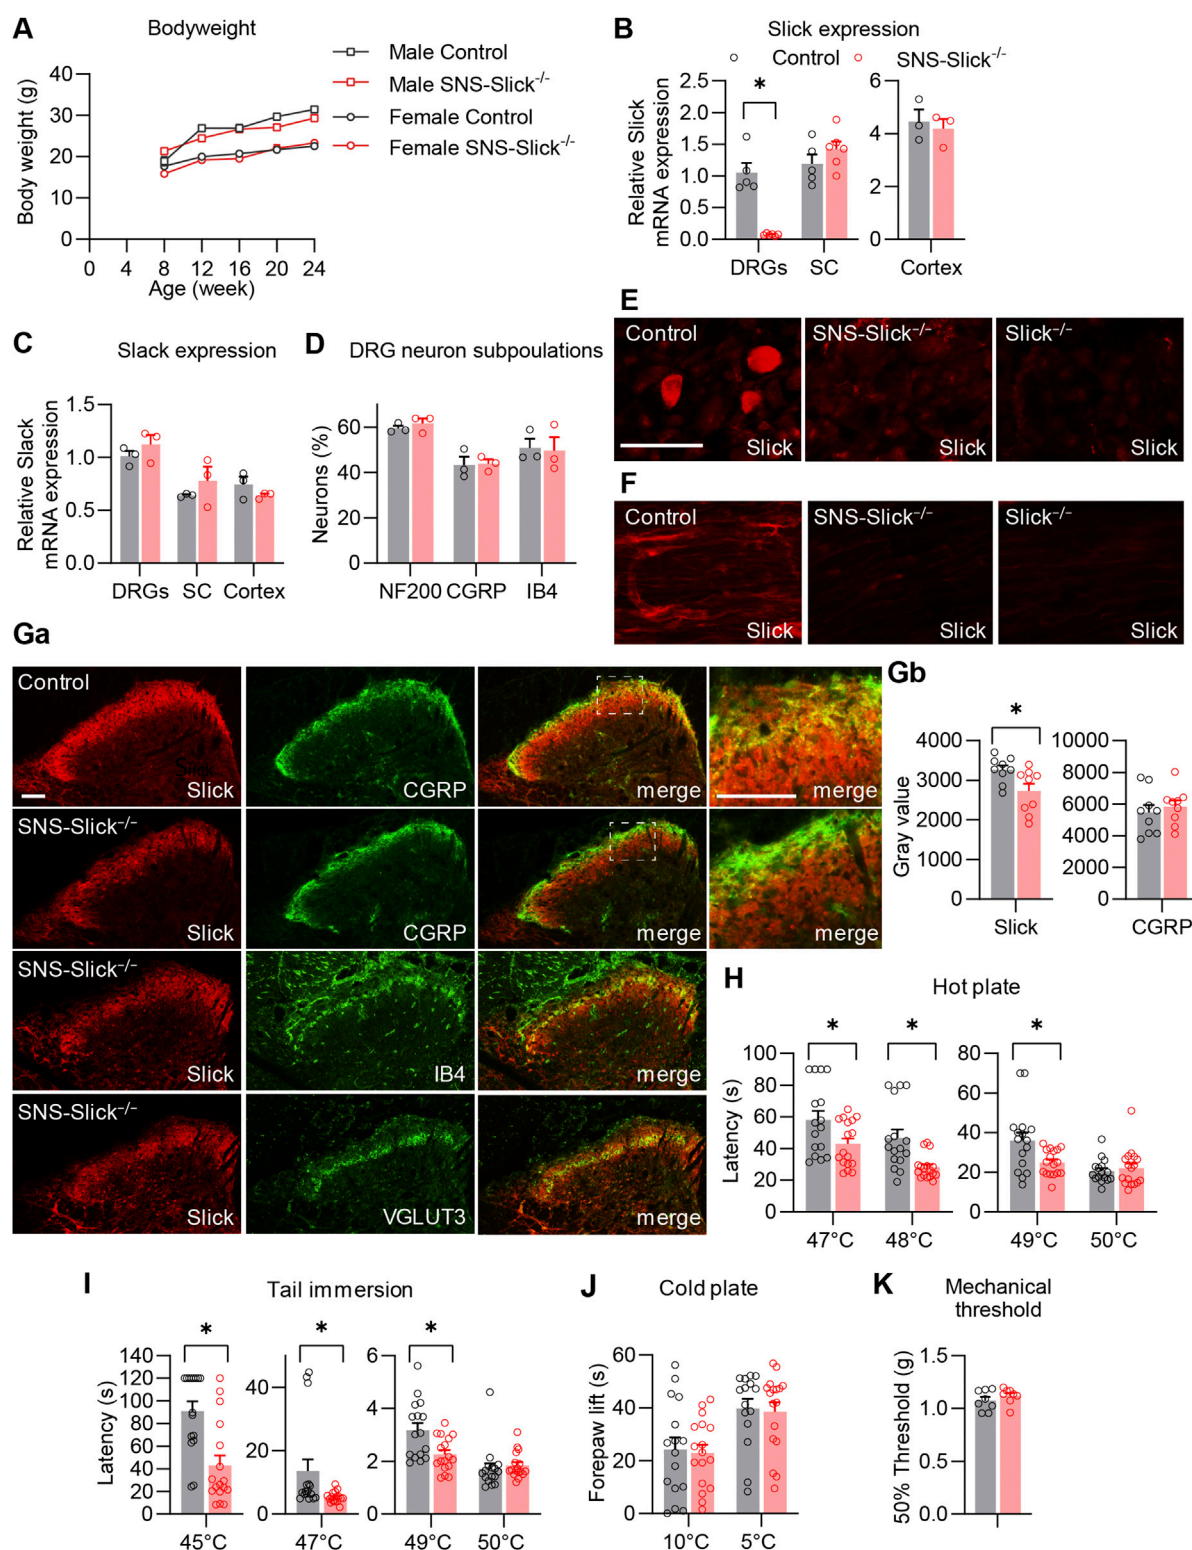 A
Bodyweight
Male Control
Male SNS-Slick−/−
Female Control
Female SNS-Slick−/−
Body weight (g)
40
30
20
10
0
0 4 8 12 16 20 24
Age (week)
B
Slick expression
Control SNS-Slick−/−
Relative Slick
mRNA expression
2.5
2.0
1.5
1.0
0.5
0.0
*
DRGs SC
6
4
2
0
Cortex
C
Slack expression
Relative Slack
mRNA expression
1.5
1.0
0.5
0.0
DRGs SC Cortex
D
DRG neuron subpoulations
Neurons (%)
60
40
20
0
NF200 CGRP IB4
E
Control
Slick
SNS-Slick−/−
Slick
Slick−/−
Slick
F
Control
Slick
SNS-Slick−/−
Slick
Slick−/−
Slick
Ga
Control
Slick
CGRP
merge
merge
SNS-Slick−/−
Slick
CGRP
merge
merge
SNS-Slick−/−
Slick
IB4
merge
SNS-Slick−/−
Slick
VGLUT3
merge
Gb
Gray value
4000
3000
2000
1000
0
*
Slick
10000
8000
6000
4000
2000
0
CGRP
H
Hot plate
Latency (s)
100
80
60
40
20
0
* *
47°C 48°C
80
60
40
20
0
*
49°C 50°C
I
Tail immersion
Latency (s)
140
120
100
80
60
40
20
0
*
45°C
40
20
0
*
47°C
6
4
2
0
*
49°C 50°C
J
Cold plate
Forepaw lift (s)
60
40
20
0
10°C 5°C
K
Mechanical
threshold
50% Threshold (g)
1.5
1.0
0.5
0.0